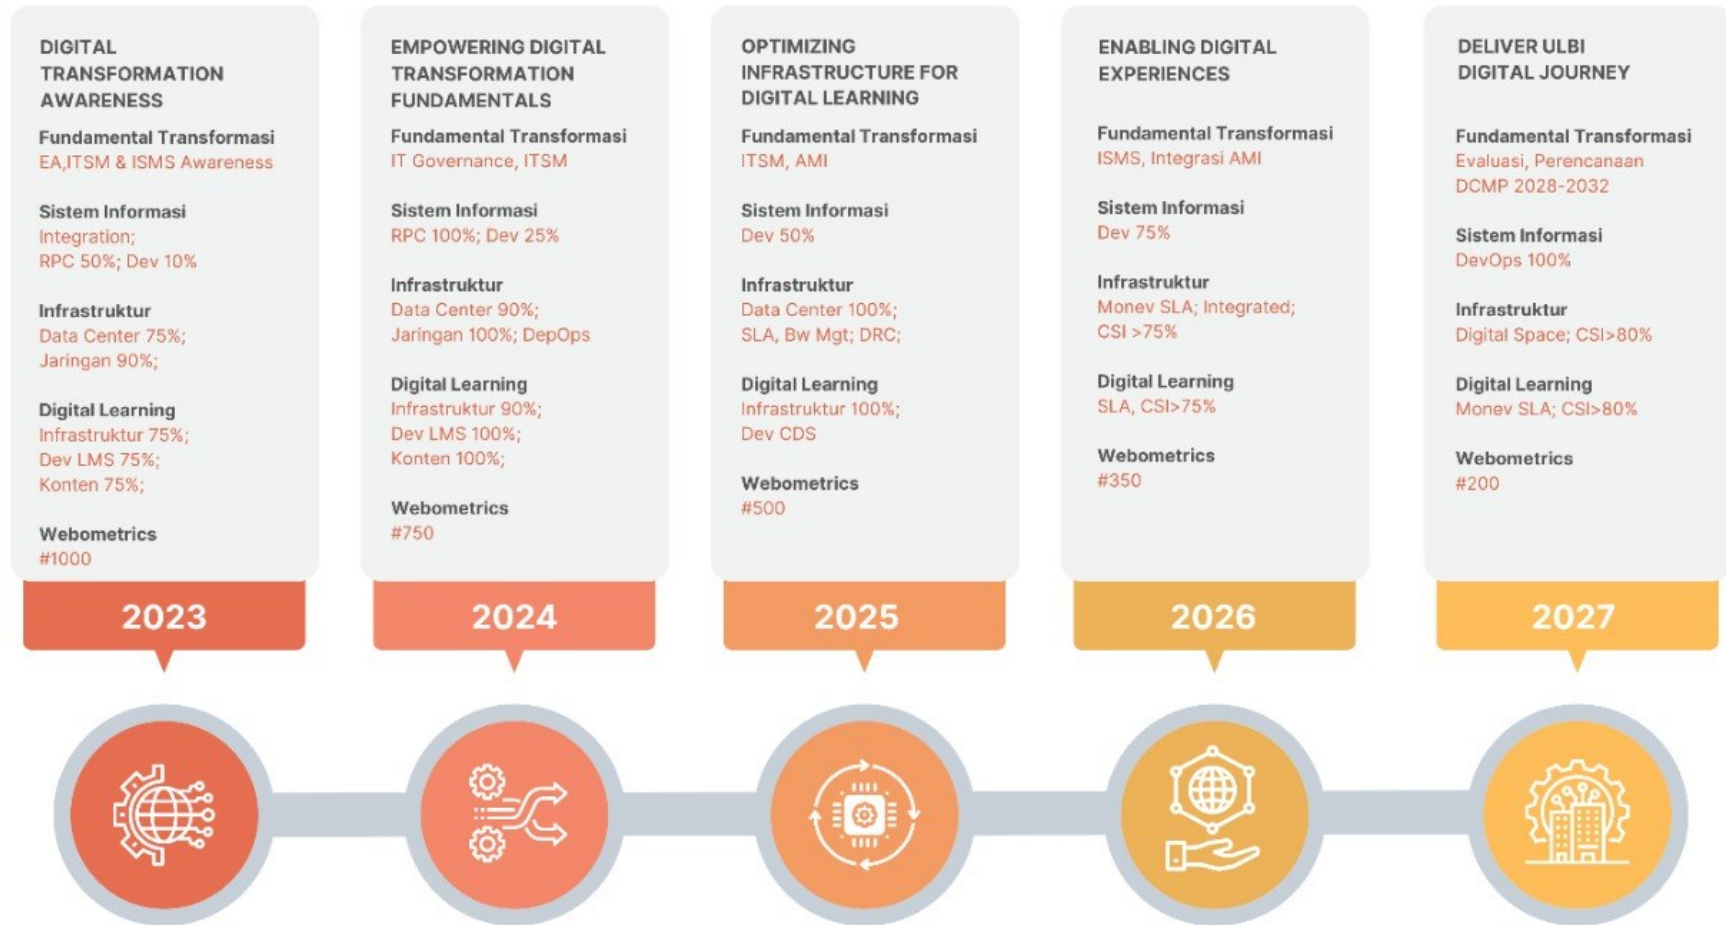 DIGITAL
TRANSFORMATION
AWARENESS
Fundamental Transformasi
EA,ITSM & ISMS Awareness
Sistem Informasi
Integration;
RPC 50%; Dev 10%
Infrastruktur
Data Center 75%;
Jaringan 90%;
Digital Learning
Infrastruktur 75%;
Dev LMS 75%;
Konten 75%;
Webometrics
#1000
2023
EMPOWERING DIGITAL
TRANSFORMATION
FUNDAMENTALS
Fundamental Transformasi
IT Governance, ITSM
Sistem Informasi
RPC 100%; Dev 25%
Infrastruktur
Data Center 90%;
Jaringan 100%; DepOps
Digital Learning
Infrastruktur 90%;
Dev LMS 100%;
Konten 100%;
Webometrics
#750
2024
OPTIMIZING
INFRASTRUCTURE FOR
DIGITAL LEARNING
Fundamental Transformasi
ITSM, AMI
Sistem Informasi
Dev 50%
Infrastruktur
Data Center 100%;
SLA, Bw Mgt; DRC;
Digital Learning
Infrastruktur 100%;
Dev CDS
Webometrics
#500
2025
ENABLING DIGITAL
EXPERIENCES
Fundamental Transformasi
ISMS, Integrasi AMI
Sistem Informasi
Dev 75%
Infrastruktur
Monev SLA; Integrated;
CSI >75%
Digital Learning
SLA, CSI>75%
Webometrics
#350
2026
DELIVER ULBI
DIGITAL JOURNEY
Fundamental Transformasi
Evaluasi, Perencanaan
DCMP 2028-2032
Sistem Informasi
DevOps 100%
Infrastruktur
Digital Space; CSI>80%
Digital Learning
Monev SLA; CSI>80%
Webometrics
#200
2027